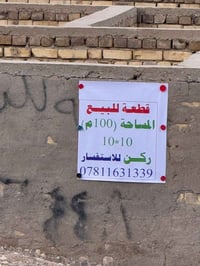 قطعة للبيع
المساحة (100م)
10*10
ركن للاستفسار
07811631339